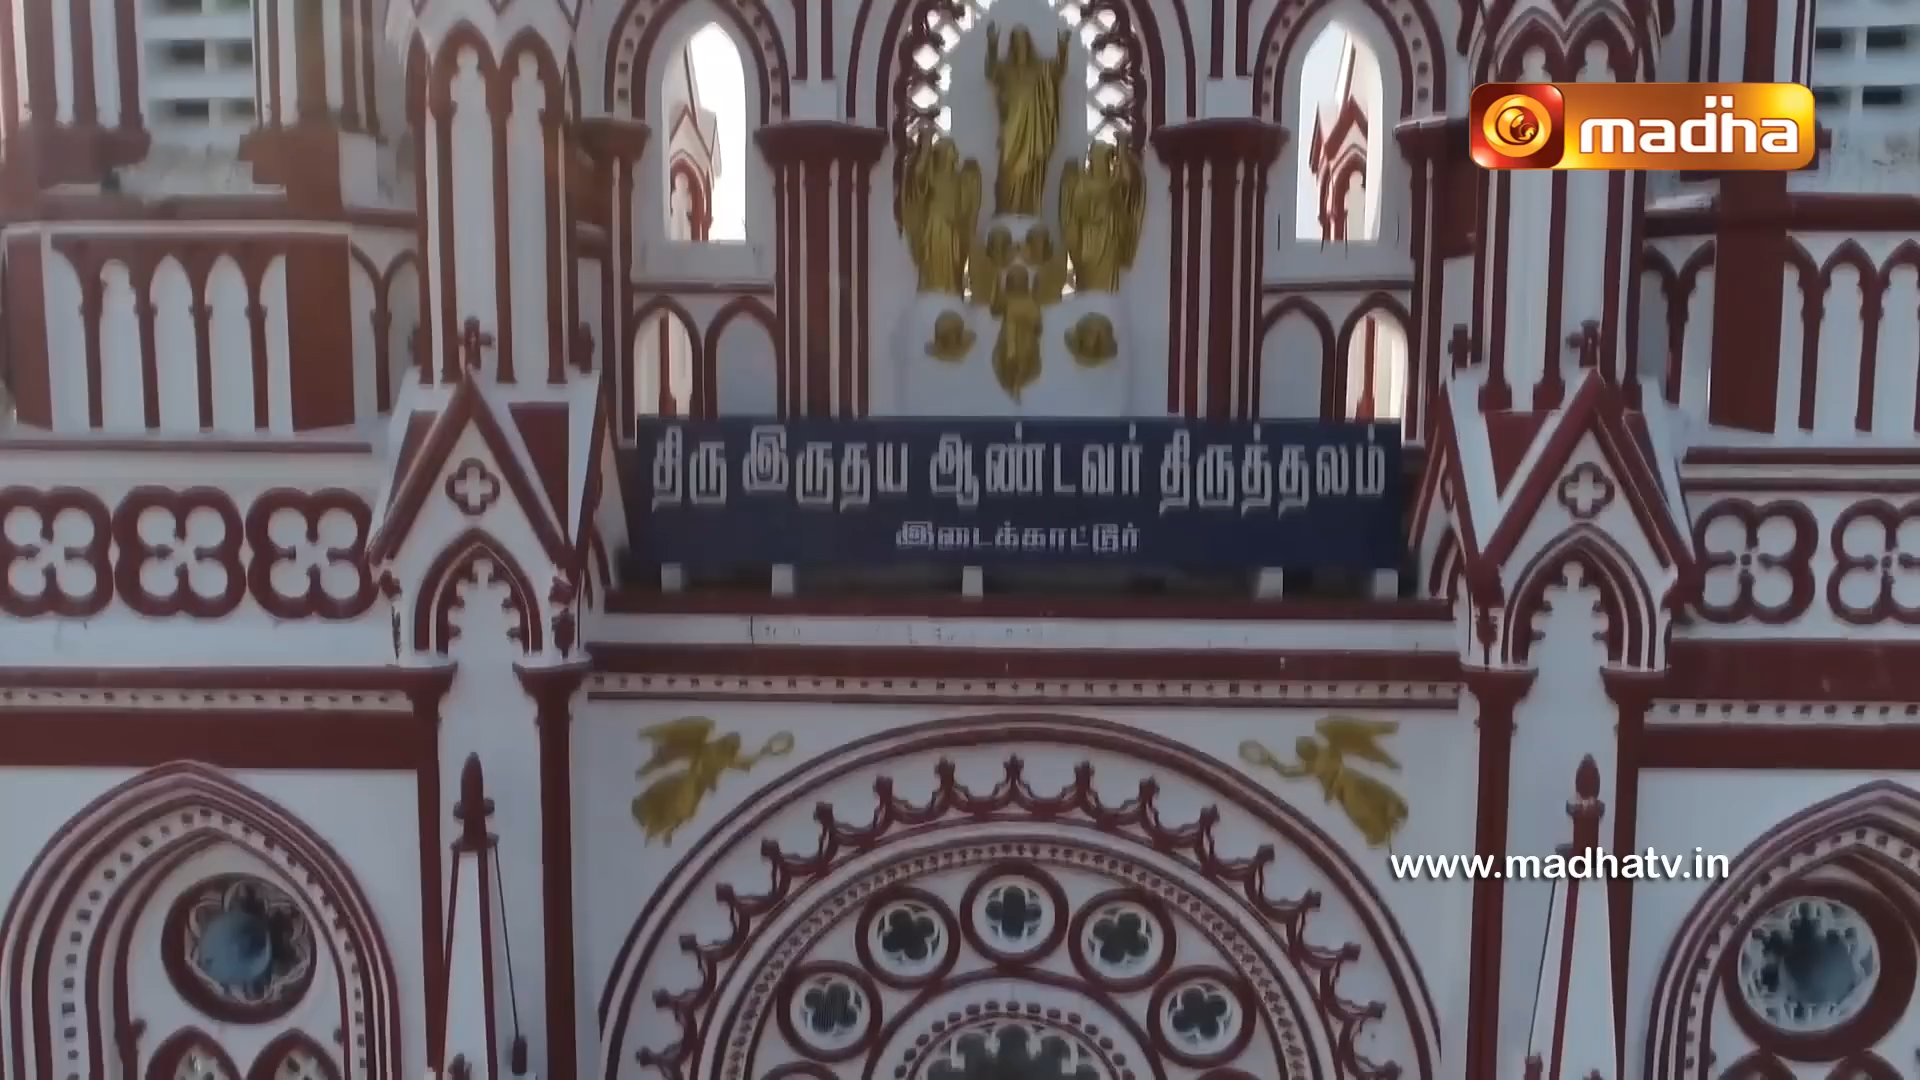 madha
திரு இருதய ஆண்டவர் திருத்தலம்
இடைக்காட்டூர்
www.madhatv.in